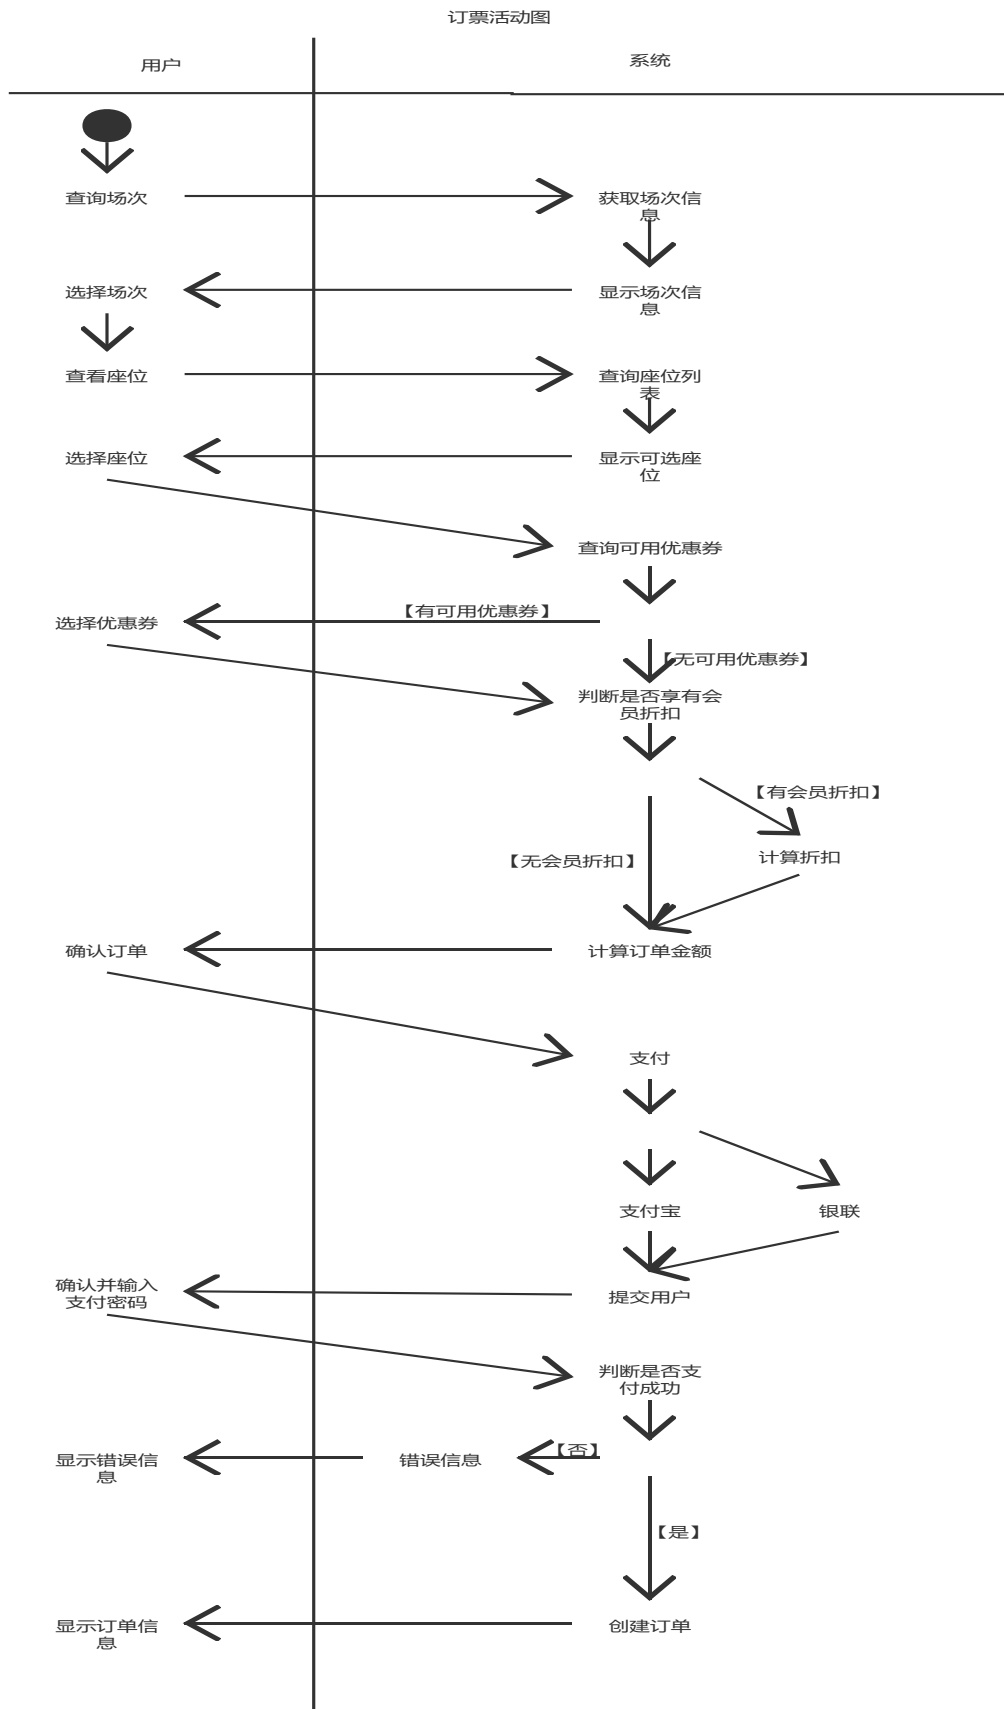 订票活动图
用户
系统
查询场次
获取场次信
息
选择场次
显示场次信
息
查看座位
查询座位列
表
选择座位
显示可选座
位
查询可用优惠券
【有可用优惠券】
选择优惠券
【无可用优惠券】
判断是否享有会
员折扣
【有会员折扣】
【无会员折扣】
计算折扣
确认订单
计算订单金额
支付
支付宝
银联
确认并输入
支付密码
提交用户
判断是否支
付成功
【否】
显示错误信
息
错误信息
【是】
显示订单信
息
创建订单